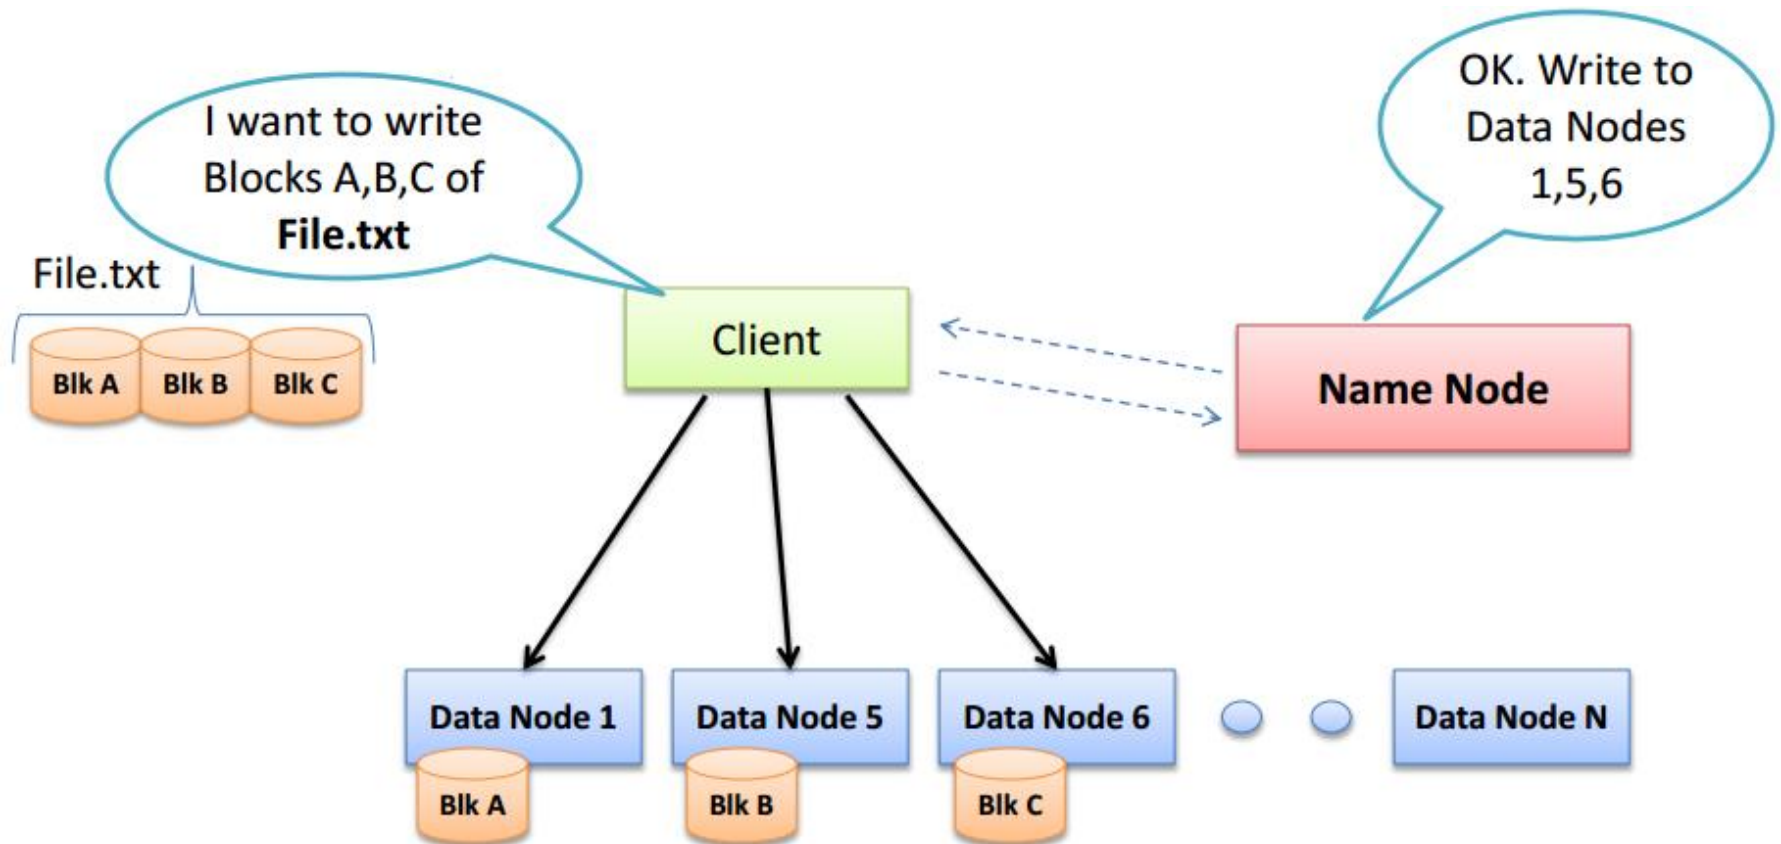 I want to write
Blocks A,B,C of
File.txt
OK. Write to
Data Nodes
1,5,6
File.txt
Blk A
Blk B
Blk C
Client
Name Node
Data Node 1
Data Node 5
Data Node 6
Data Node N
Blk A
Blk B
Blk C